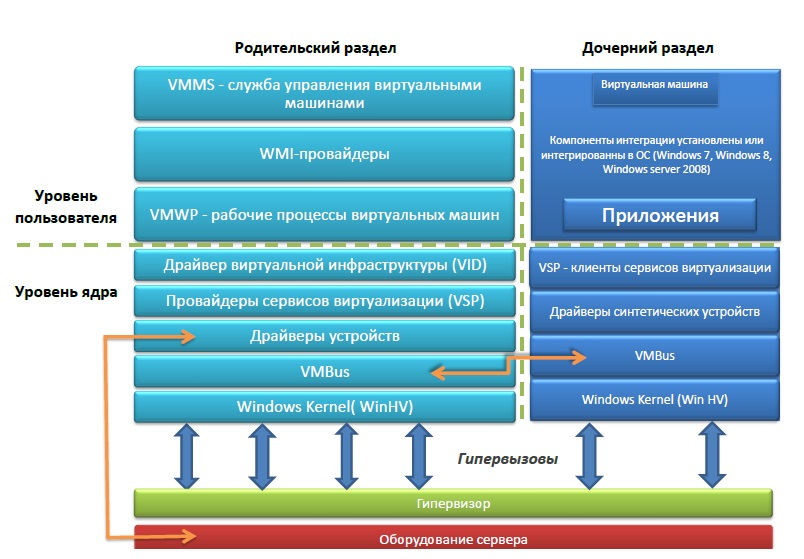 Родительский раздел
Дочерний раздел
VMMS - служба управления виртуальными
машинами
WMI-провайдеры
VMWP - рабочие процессы виртуальных машин
Виртуальная машина
Компоненты интеграции установлены или
интегрированны в ОС (Windows 7, Windows 8,
Windows server 2008)
Приложения
Уровень
пользователя
Уровень ядра
Драйвер виртуальной инфраструктуры (VID)
Провайдеры сервисов виртуализации (VSP)
Драйверы устройств
VMBus
Windows Kernel( WinHV)
VSP - клиенты сервисов виртуализации
Драйверы синтетических устройств
VMBus
Windows Kernel (Win HV)
Гипервызовы
Гипервизор
Оборудование сервера